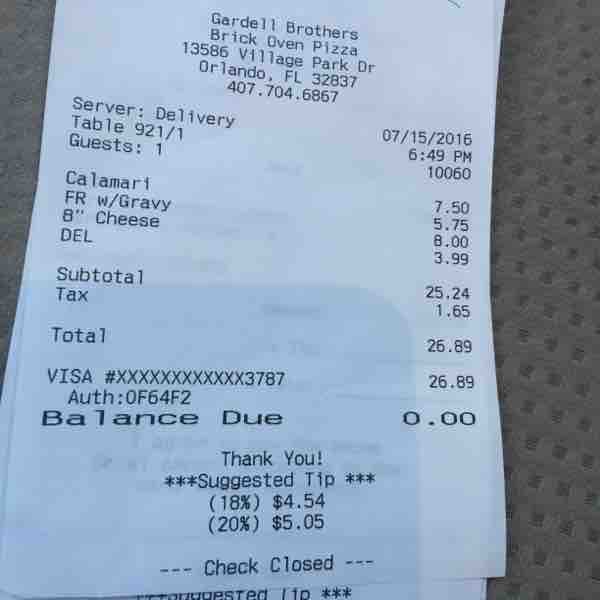 Gardell Brothers
Brick Oven Pizza
13586 Village Park Dr
Orlando, FL 32837
407.704.6867
Server: Delivery 07/15/2016
Table 921/1 6:49 PM
Guests: 1 10060
Calamari 7.50
FR w/Gravy 5.75
8" Cheese 8.00
DEL 3.99
Subtotal 25.24
Tax 1.65
Total 26.89
VISA #XXXXXXXXXXXX3787 26.89
Auth:0F64F2
Balance Due 0.00
Thank You!
***Suggested Tip ***
(18%) $4.54
(20%) $5.05
--- Check Closed ---
***Suggested Tip ***